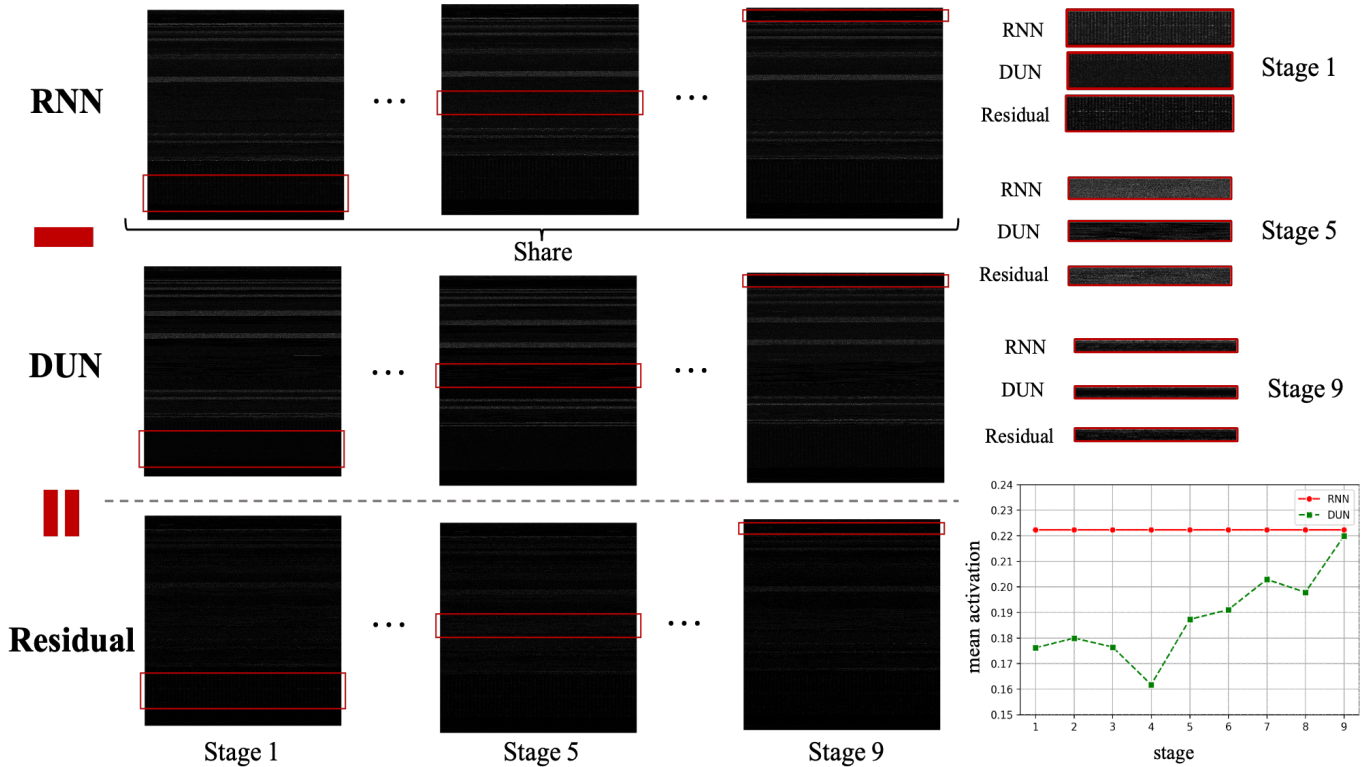 RNN
...
...
Share
DUN
...
...
Residual
...
...
Stage 1
Stage 5
Stage 9
RNN
DUN
Residual
Stage 1
RNN
DUN
Residual
Stage 5
RNN
DUN
Residual
Stage 9
mean activation
0.24
0.23
0.22
0.21
0.20
0.19
0.18
0.17
0.16
0.15
RNN
DUN
1 2 3 4 5 6 7 8 9
stage